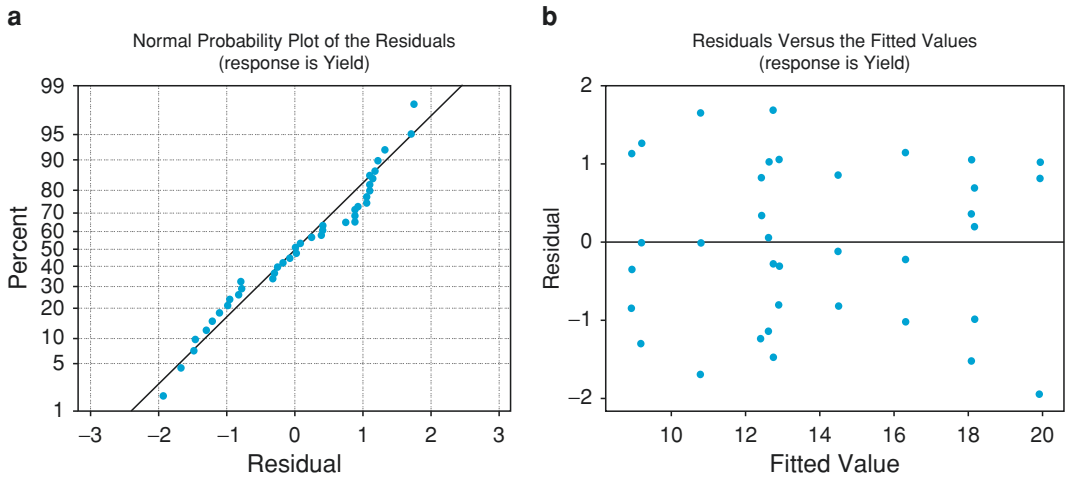 a
Normal Probability Plot of the Residuals
(response is Yield)
99
95
90
80
70
60
50
40
30
20
10
5
1
Percent
−3 −2 −1 0 1 2 3
Residual
b
Residuals Versus the Fitted Values
(response is Yield)
2
1
0
−1
−2
Residual
10 12 14 16 18 20
Fitted Value